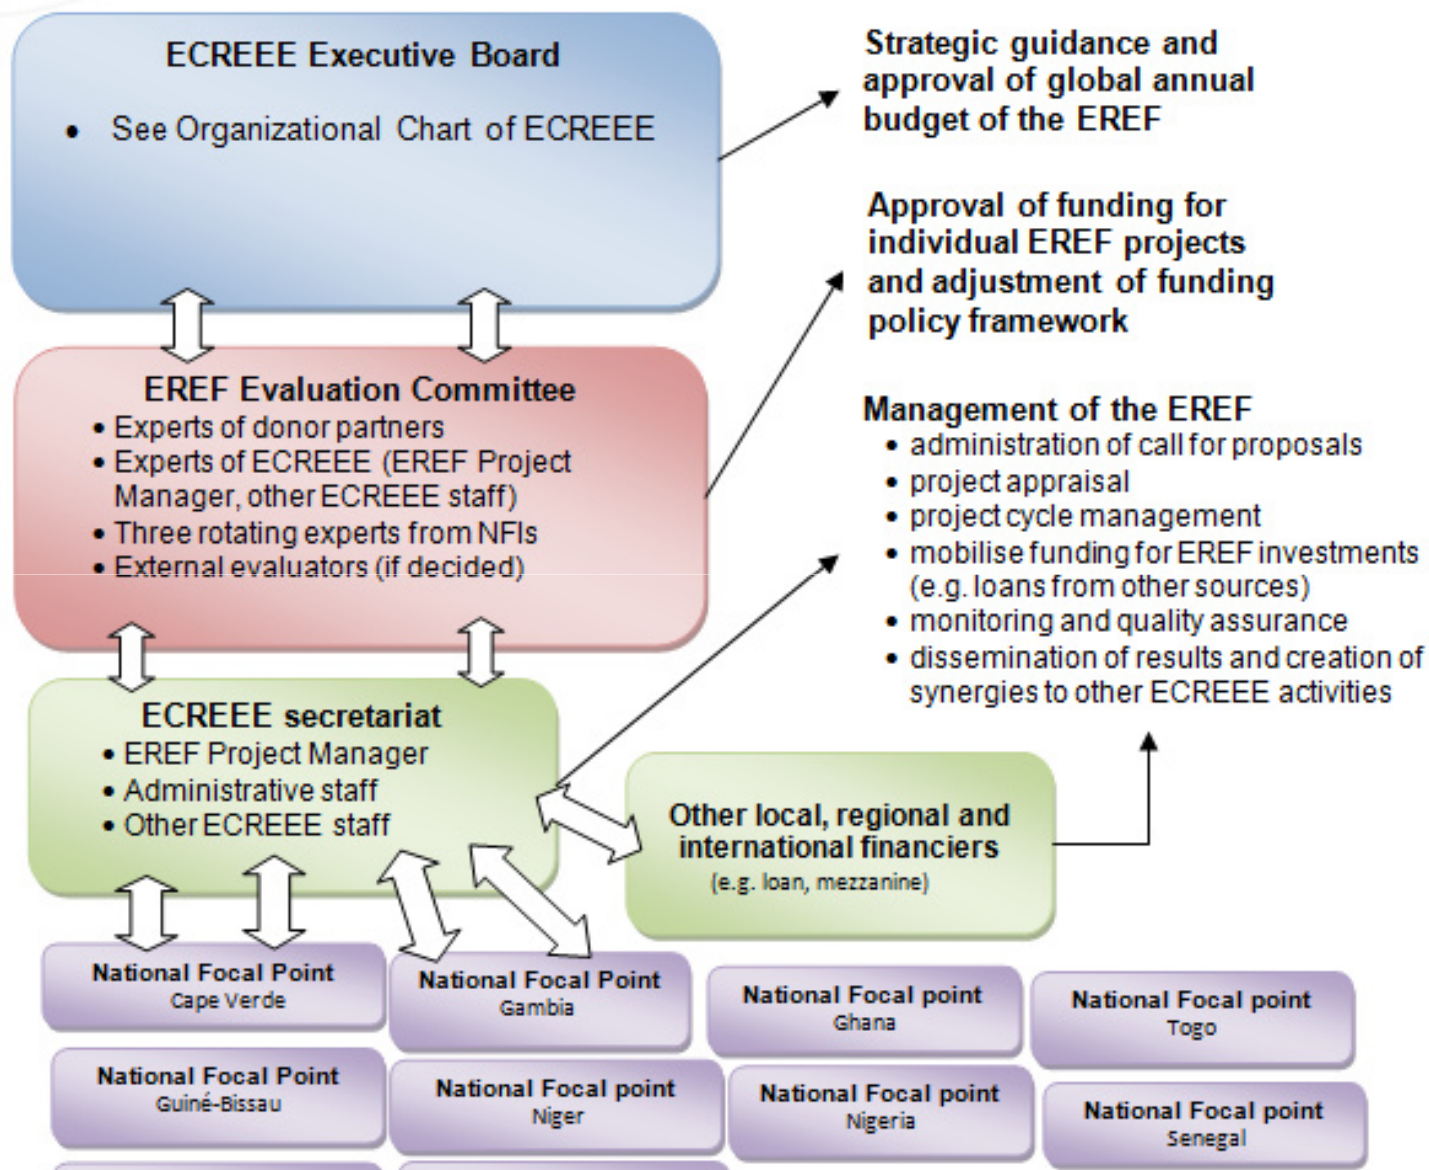 ECREEE Executive Board
• See Organizational Chart of ECREEE
Strategic guidance and
approval of global annual
budget of the EREF
Approval of funding for
individual EREF projects
and adjustment of funding
policy framework
EREF Evaluation Committee
• Experts of donor partners
• Experts of ECREEE (EREF Project
Manager, other ECREEE staff)
• Three rotating experts from NFIs
• External evaluators (if decided)
Management of the EREF
• administration of call for proposals
• project appraisal
• project cycle management
• mobilise funding for EREF investments
(e.g. loans from other sources)
• monitoring and quality assurance
• dissemination of results and creation of
synergies to other ECREEE activities
ECREEE secretariat
• EREF Project Manager
• Administrative staff
• Other ECREEE staff
Other local, regional and
international financiers
(e.g. loan, mezzanine)
National Focal Point
Cape Verde
National Focal Point
Gambia
National Focal point
Ghana
National Focal point
Togo
National Focal Point
Guiné-Bissau
National Focal point
Niger
National Focal point
Nigeria
National Focal point
Senegal